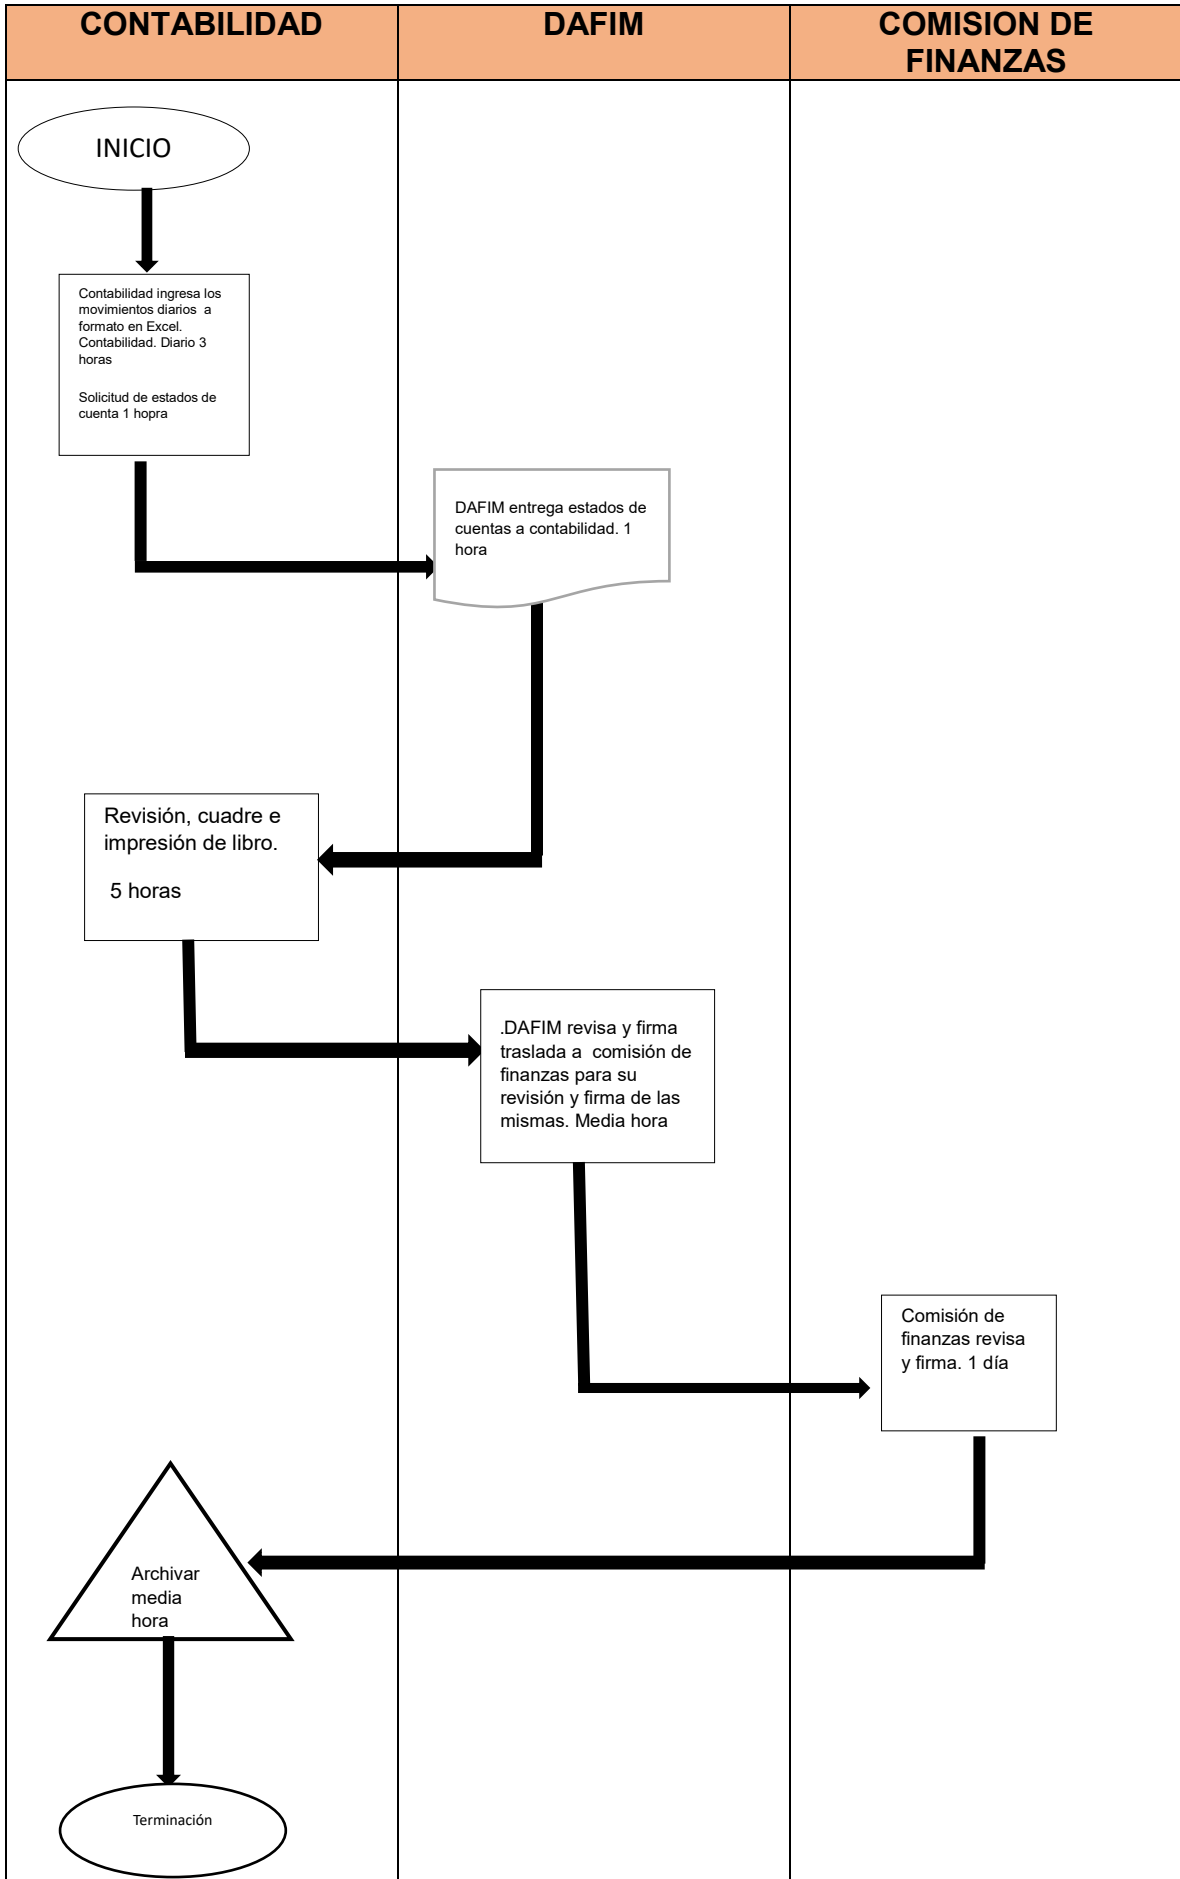 CONTABILIDAD
DAFIM
COMISION DE
FINANZAS
INICIO
Contabilidad ingresa los
movimientos diarios  a
formato en Excel.
Contabilidad. Diario 3
horas
Solicitud de estados de
cuenta 1 hopra
DAFIM entrega estados de
cuentas a contabilidad. 1
hora
Revisión, cuadre e
impresión de libro.
5 horas
.DAFIM revisa y firma
traslada a  comisión de
finanzas para su
revisión y firma de las
mismas. Media hora
Comisión de
finanzas revisa
y firma. 1 día
Archivar
media
hora
Terminación